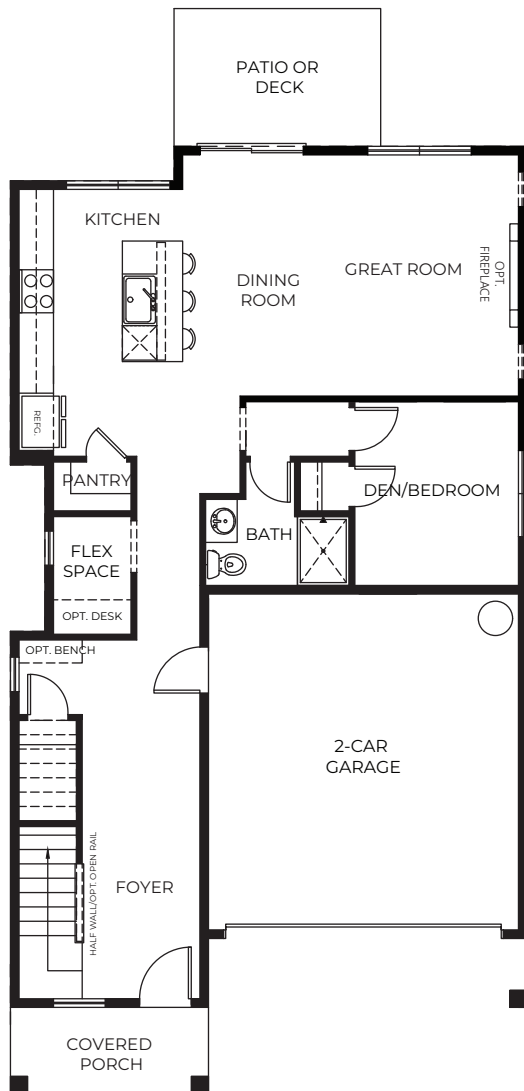 PATIO OR
DECK
KITCHEN
DINING
ROOM
GREAT ROOM
OPT.
FIREPLACE
REFG.
PANTRY
DEN/BEDROOM
BATH
FLEX
SPACE
OPT. DESK
OPT. BENCH
2-CAR
GARAGE
HALF WALL/OPT. OPEN RAIL
FOYER
COVERED
PORCH